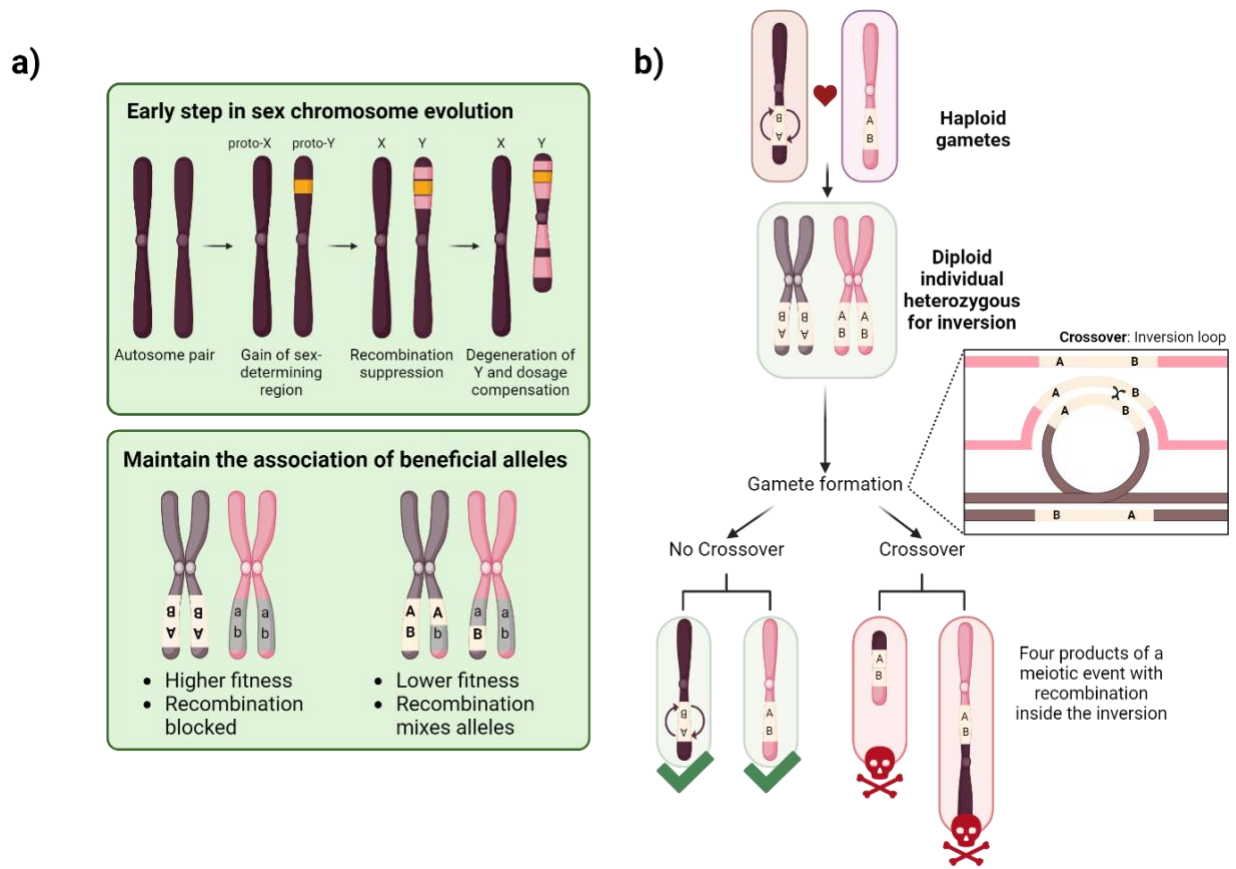 a)
Early step in sex chromosome evolution
proto-X proto-Y X Y X Y
Autosome pair
Gain of sex-
determining
region
Recombination
suppression
Degeneration of
Y and dosage
compensation
Maintain the association of beneficial alleles
B B a a A A a a
A A b b B b B b
• Higher fitness
• Recombination
blocked
• Lower fitness
• Recombination
mixes alleles
b)
B A
A B
Haploid
gametes
B B A A
A A B B
Diploid
individual
heterozygous
for inversion
Crossover: Inversion loop
A B
A B
A B
B A
Gamete formation
No Crossover
Crossover
B A
A B
A
B
A
B
Four products of a
meiotic event with
recombination
inside the inversion